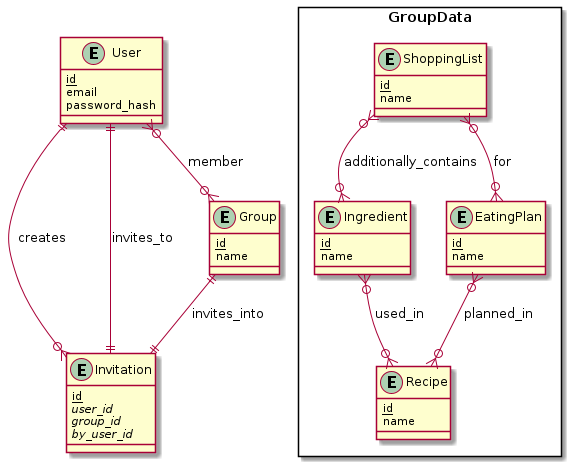 GroupData
E User
id
email
password_hash
E ShoppingList
id
name
member
additionally_contains
for
E Group
id
name
E Ingredient
id
name
E EatingPlan
id
name
creates
invites_to
invites_into
used_in
planned_in
E Invitation
id
user_id
group_id
by_user_id
E Recipe
id
name